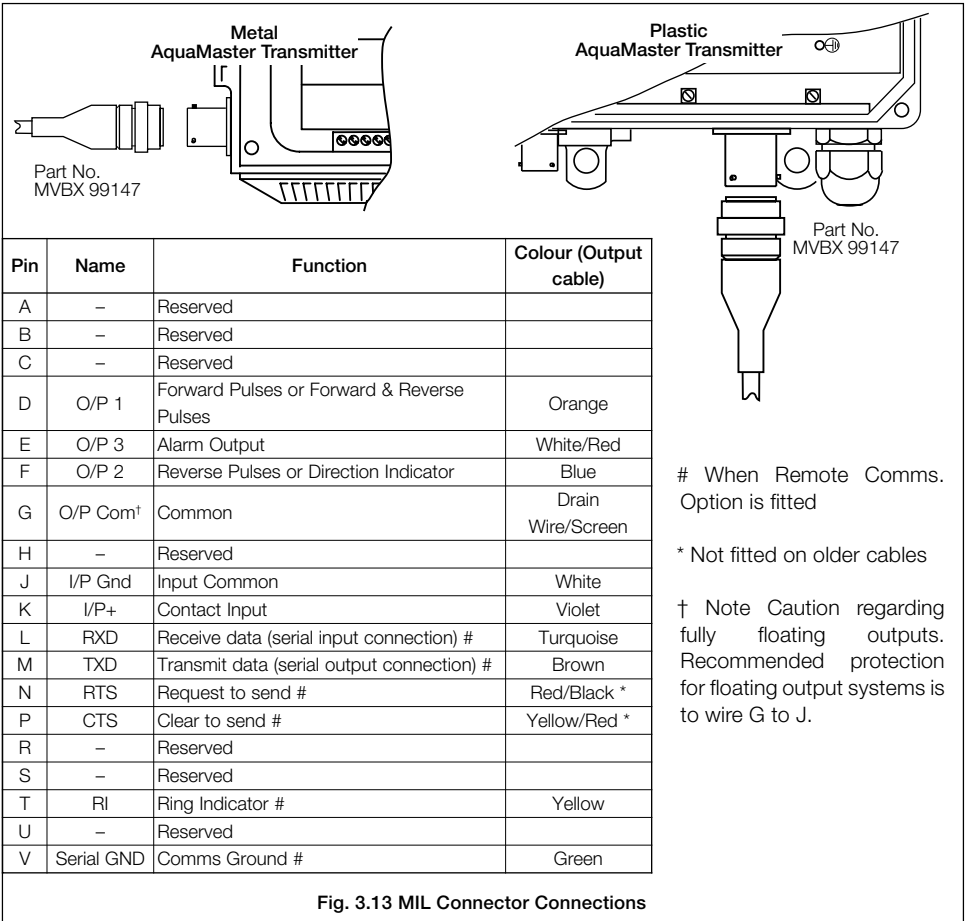 Metal
AquaMaster Transmitter
Plastic
AquaMaster Transmitter
Part No.
MVBX 99147
Part No.
MVBX 99147
Pin Name Function Colour (Output
cable)
A – Reserved
B – Reserved
C – Reserved
D O/P 1 Forward Pulses or Forward & Reverse
Pulses Orange
E O/P 3 Alarm Output White/Red
F O/P 2 Reverse Pulses or Direction Indicator Blue
G O/P Com† Common Drain
Wire/Screen
H – Reserved
J I/P Gnd Input Common White
K I/P+ Contact Input Violet
L RXD Receive data (serial input connection) # Turquoise
M TXD Transmit data (serial output connection) # Brown
N RTS Request to send # Red/Black *
P CTS Clear to send # Yellow/Red *
R – Reserved
S – Reserved
T RI Ring Indicator # Yellow
U – Reserved
V Serial GND Comms Ground # Green
# When Remote Comms.
Option is fitted
* Not fitted on older cables
† Note Caution regarding
fully floating outputs.
Recommended protection
for floating output systems is
to wire G to J.
Fig. 3.13 MIL Connector Connections